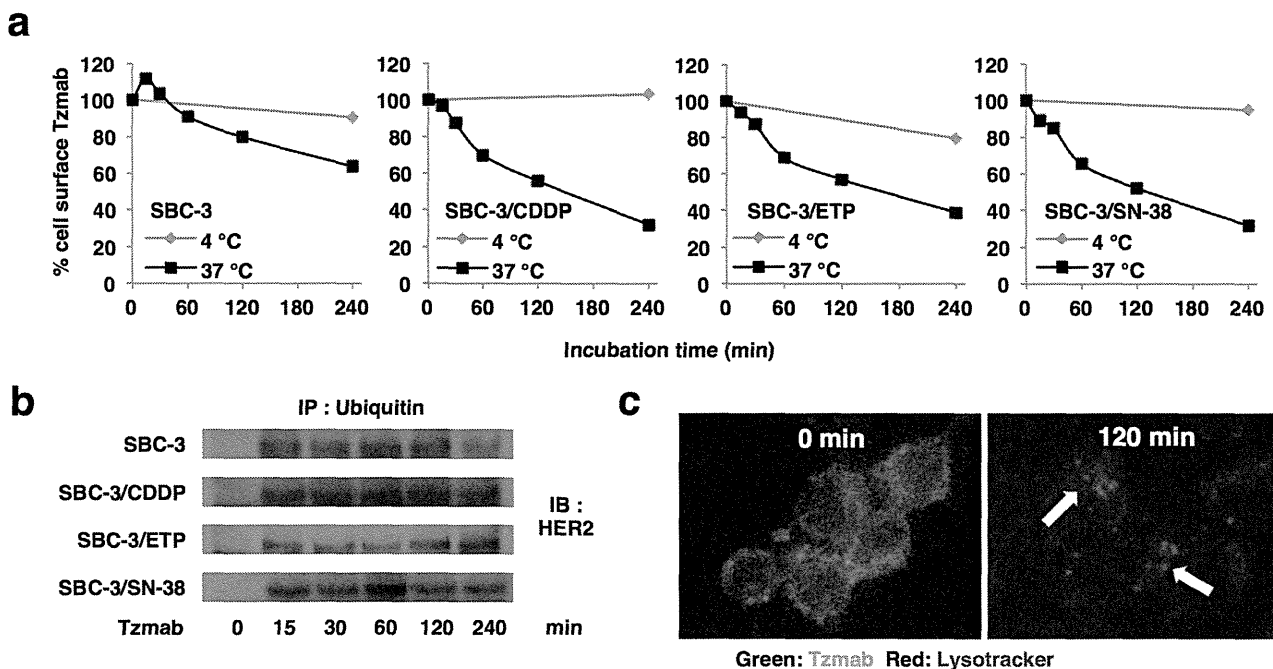 a
% cell surface Tzmab
120
100
80
60
40
20
0
SBC-3
4 °C
37 °C
0 60 120 180 240
120
100
80
60
40
20
0
SBC-3/CDDP
4 °C
37 °C
0 60 120 180 240
120
100
80
60
40
20
0
SBC-3/ETP
4 °C
37 °C
0 60 120 180 240
120
100
80
60
40
20
0
SBC-3/SN-38
4 °C
37 °C
0 60 120 180 240
Incubation time (min)
b
IP : Ubiquitin
SBC-3
SBC-3/CDDP
SBC-3/ETP
SBC-3/SN-38
IB :
HER2
Tzmab 0 15 30 60 120 240 min
c
0 min
120 min
Green: Tzmab Red: Lysotracker